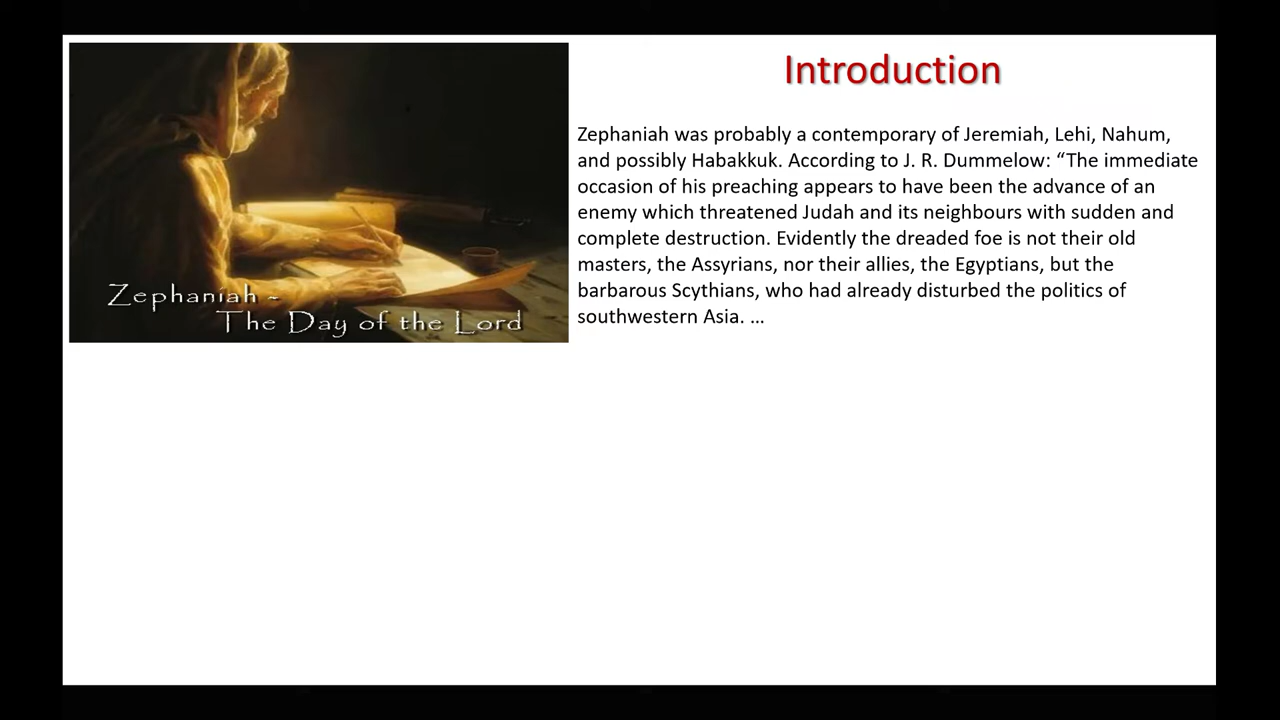 Introduction
Zephaniah was probably a contemporary of Jeremiah, Lehi, Nahum,
and possibly Habakkuk. According to J. R. Dummelow: “The immediate
occasion of his preaching appears to have been the advance of an
enemy which threatened Judah and its neighbours with sudden and
complete destruction. Evidently the dreaded foe is not their old
masters, the Assyrians, nor their allies, the Egyptians, but the
barbarous Scythians, who had already disturbed the politics of
southwestern Asia. …
Zephaniah -
The Day of the Lord